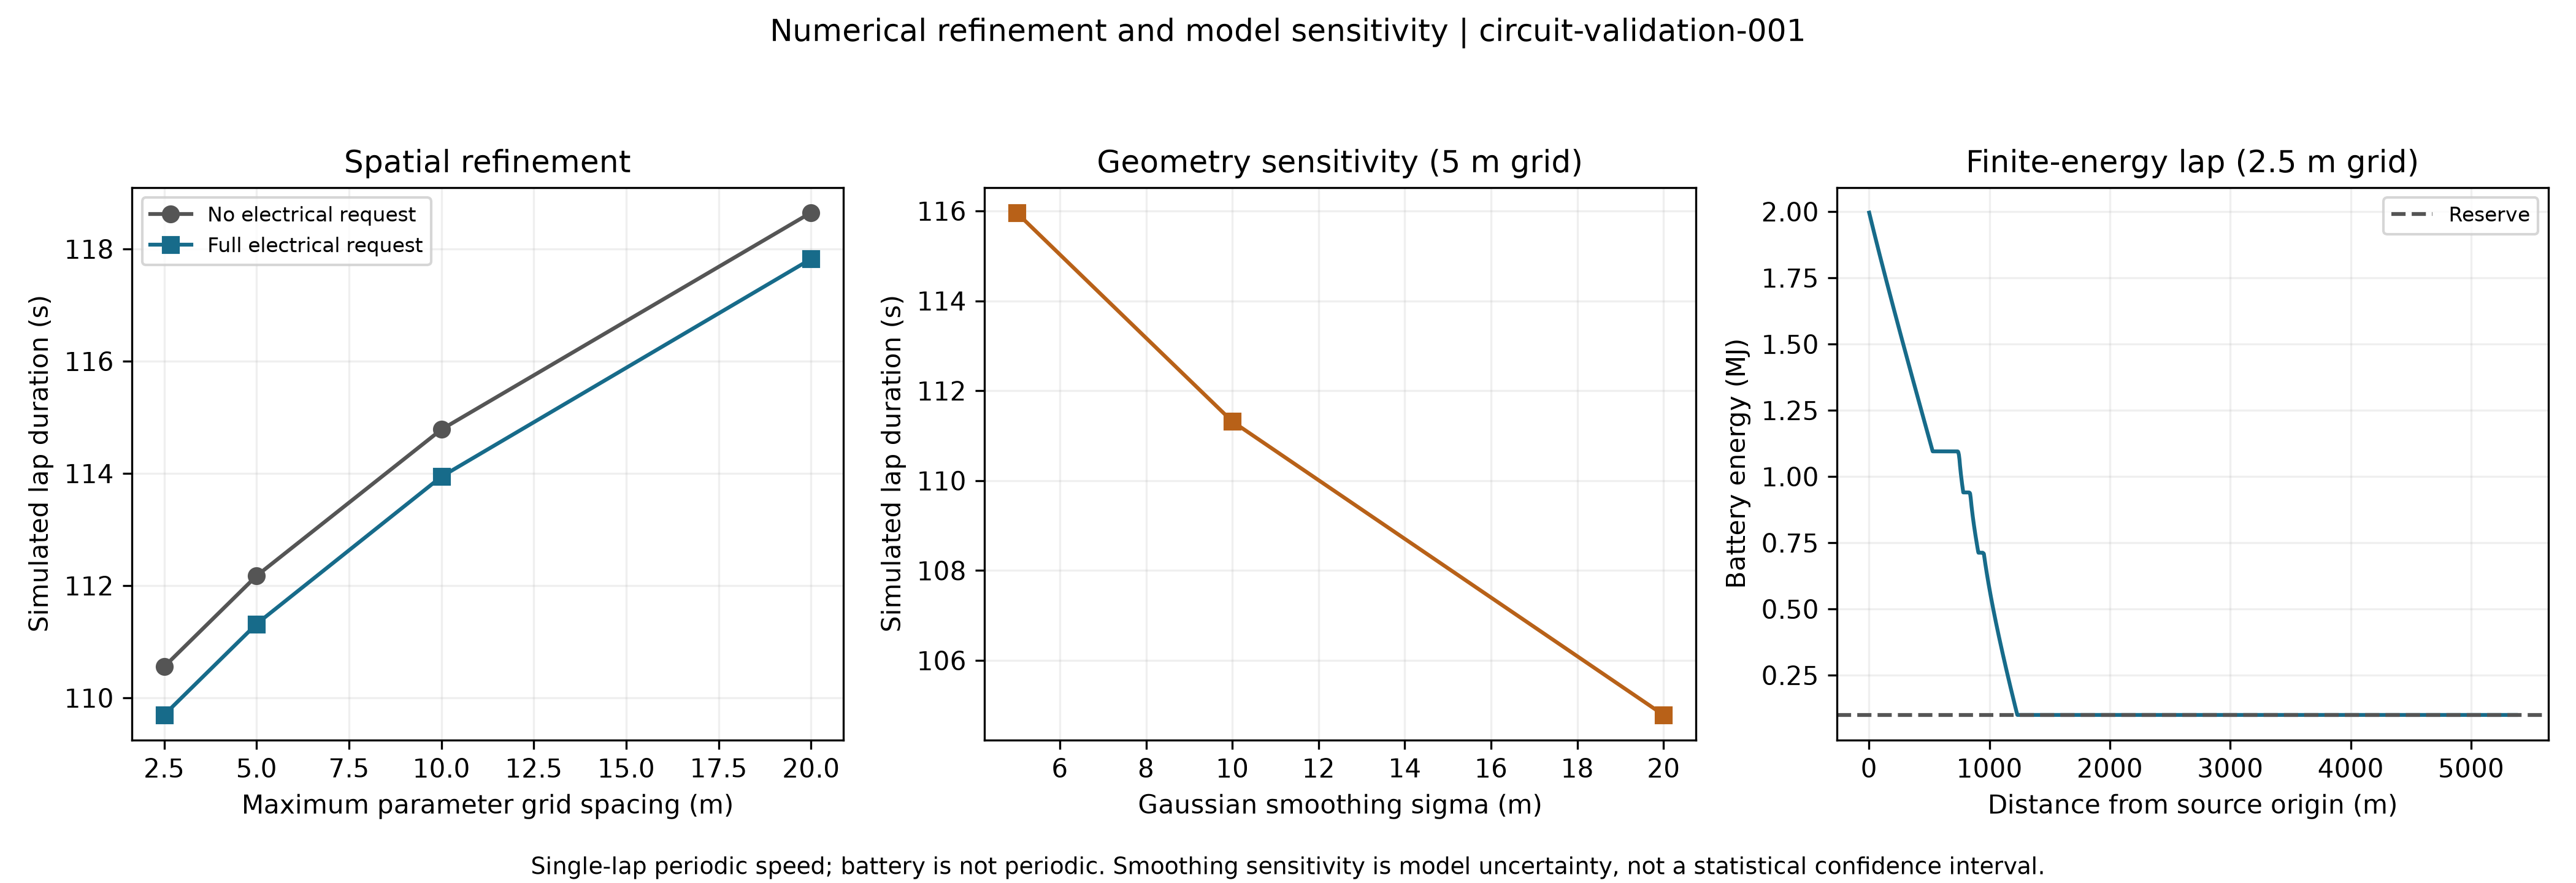 Numerical refinement and model sensitivity | circuit-validation-001
Spatial refinement
No electrical request
Full electrical request
118
116
114
112
110
Simulated lap duration (s)
2.5 5.0 7.5 10.0 12.5 15.0 17.5 20.0
Maximum parameter grid spacing (m)
Geometry sensitivity (5 m grid)
116
114
112
110
108
106
Simulated lap duration (s)
6 8 10 12 14 16 18 20
Gaussian smoothing sigma (m)
Finite-energy lap (2.5 m grid)
Reserve
2.00
1.75
1.50
1.25
1.00
0.75
0.50
0.25
Battery energy (MJ)
0 1000 2000 3000 4000 5000
Distance from source origin (m)
Single-lap periodic speed; battery is not periodic. Smoothing sensitivity is model uncertainty, not a statistical confidence interval.